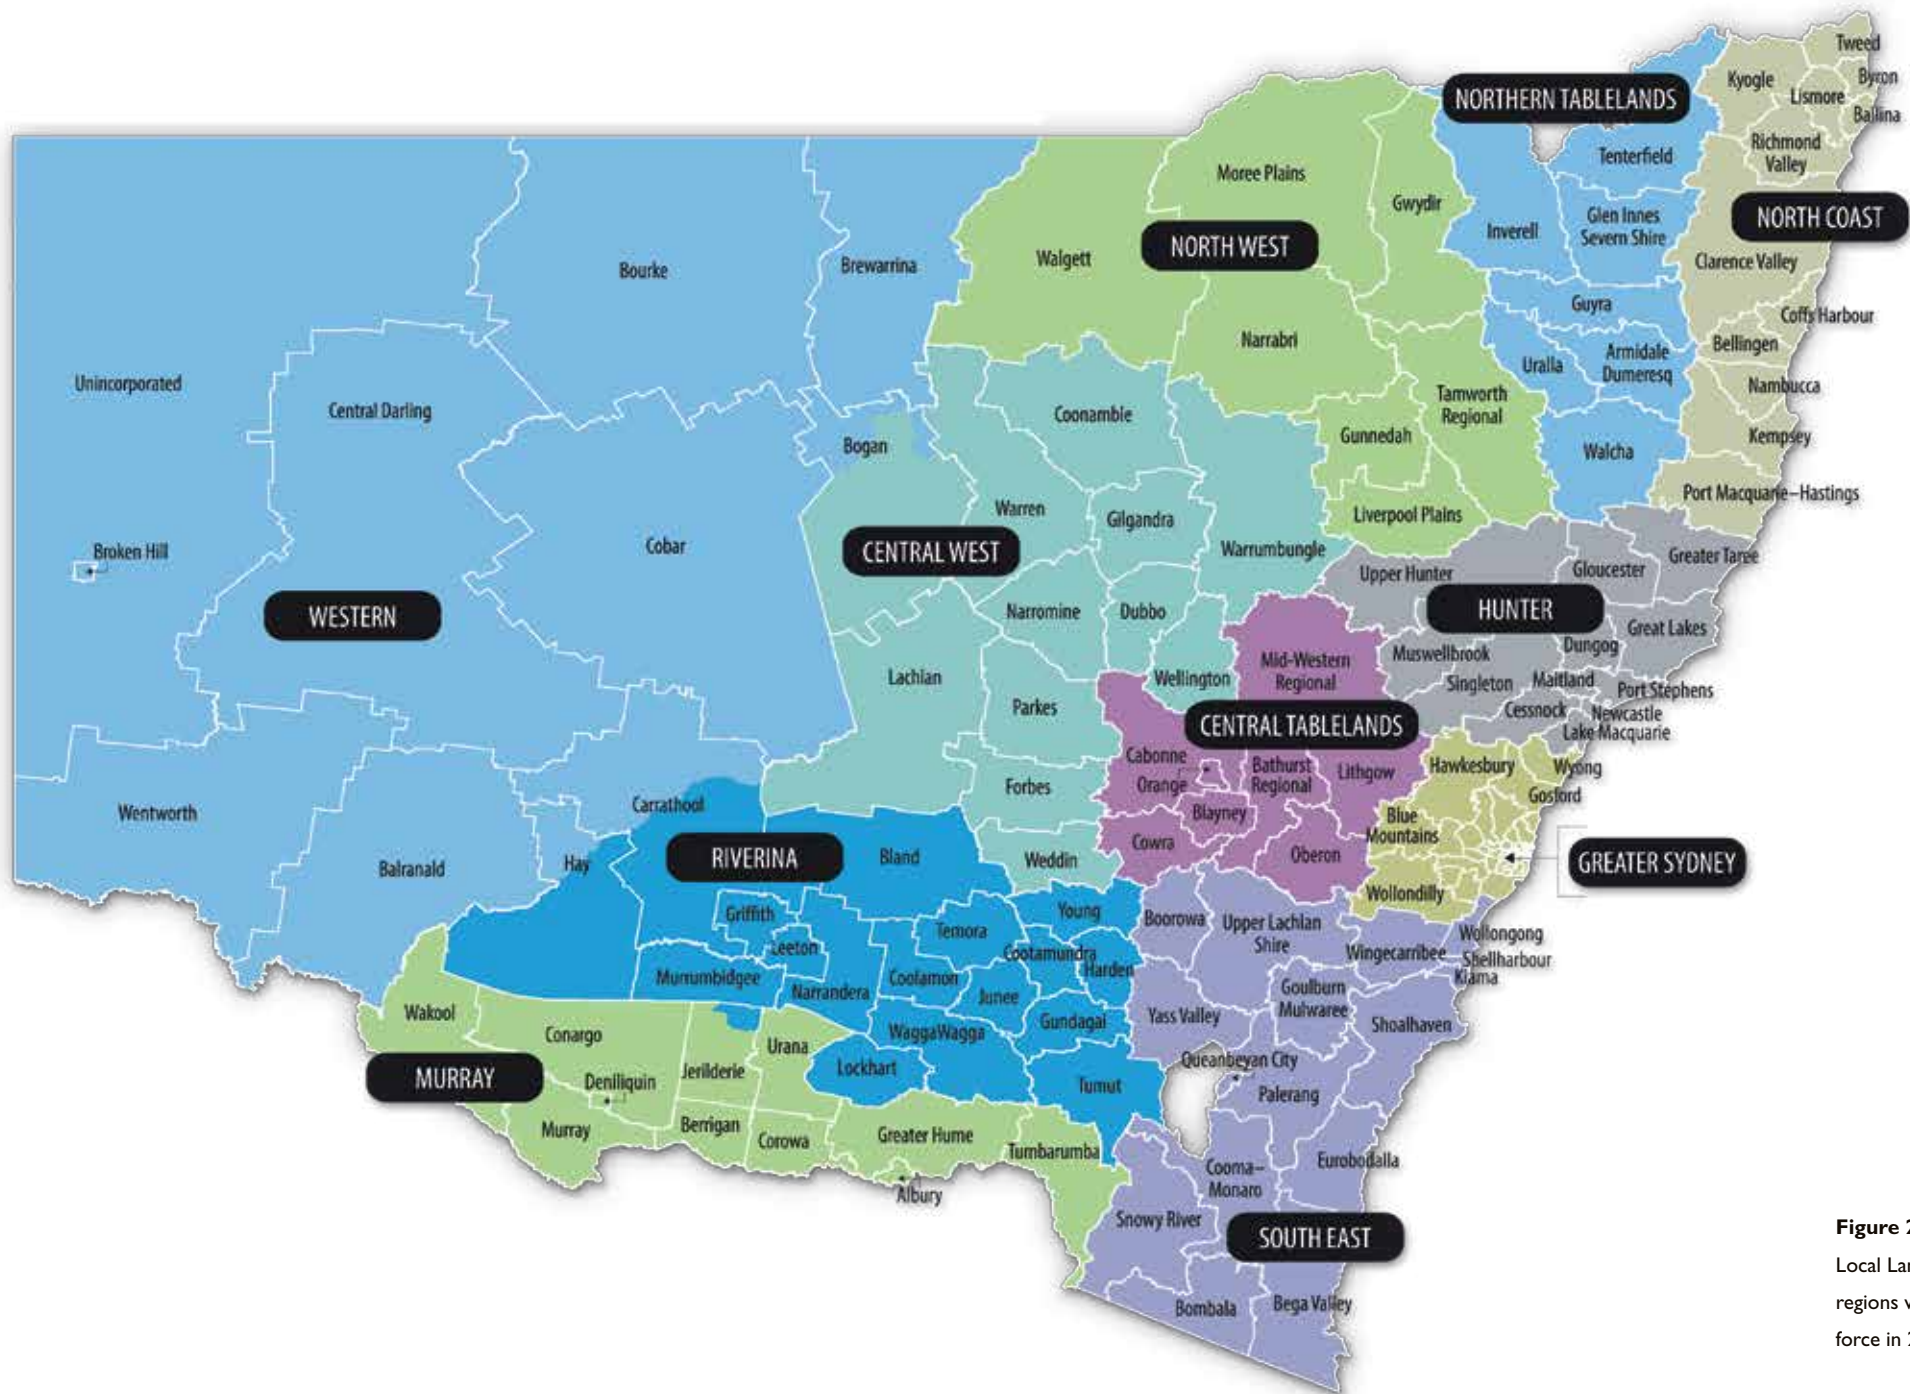 Tweed
Kyogle
Byron
Lismore
Ballina
NORTHERN TABLELANDS
Richmond
Valley
Tenterfield
Moree Plains
Gwydir
NORTH COAST
Glen Innes
Severn Shire
Inverell
NORTH WEST
Walgett
Clarence Valley
Bourke
Brewarrina
Guyra
Coffs Harbour
Narrabri
Bellingen
Armidale
Dumeresq
Uralla
Unincorporated
Nambucca
Central Darling
Coonamble
Tamworth
Regional
Gunnedah
Kempsey
Bogan
Walcha
Port Macquarie–Hastings
Warren
Gilgandra
Liverpool Plains
Broken Hill
Cobar
CENTRAL WEST
Warrumbungle
Greater Taree
Upper Hunter
Gloucester
WESTERN
Narromine
Dubbo
HUNTER
Great Lakes
Dungog
Muswellbrook
Mid-Western
Regional
Lachlan
Wellington
Singleton
Maitland
Port Stephens
Parkes
Cessnock
Newcastle
CENTRAL TABLELANDS
Lake Macquarie
Cabonne
Bathurst
Regional
Lithgow
Hawkesbury
Wyong
Orange
Forbes
Gosford
Carrathool
Wentworth
Blayney
Blue
Mountains
Cowra
Hay
RIVERINA
Bland
Weddin
Oberon
GREATER SYDNEY
Balranald
Wollondilly
Griffith
Young
Boorowa
Upper Lachlan
Shire
Temora
Wollongong
Leeton
Cootamundra
Wingecarribee
Shellharbour
Harden
Kiama
Murrumbidgee
Coolamon
Narrandera
Junee
Goulburn
Mulwaree
Wakool
Yass Valley
Gundagai
Shoalhaven
Conargo
WaggaWagga
Urana
Queanbeyan City
Lockhart
Jerilderie
MURRAY
Deniliquin
Tumut
Palerang
Murray
Berrigan
Corowa
Greater Hume
Tumbarumba
Eurobodalla
Cooma–
Monaro
Albury
Snowy River
SOUTH EAST
Bombala
Bega Valley
Figure 2
Local Lan
regions v
force in 2